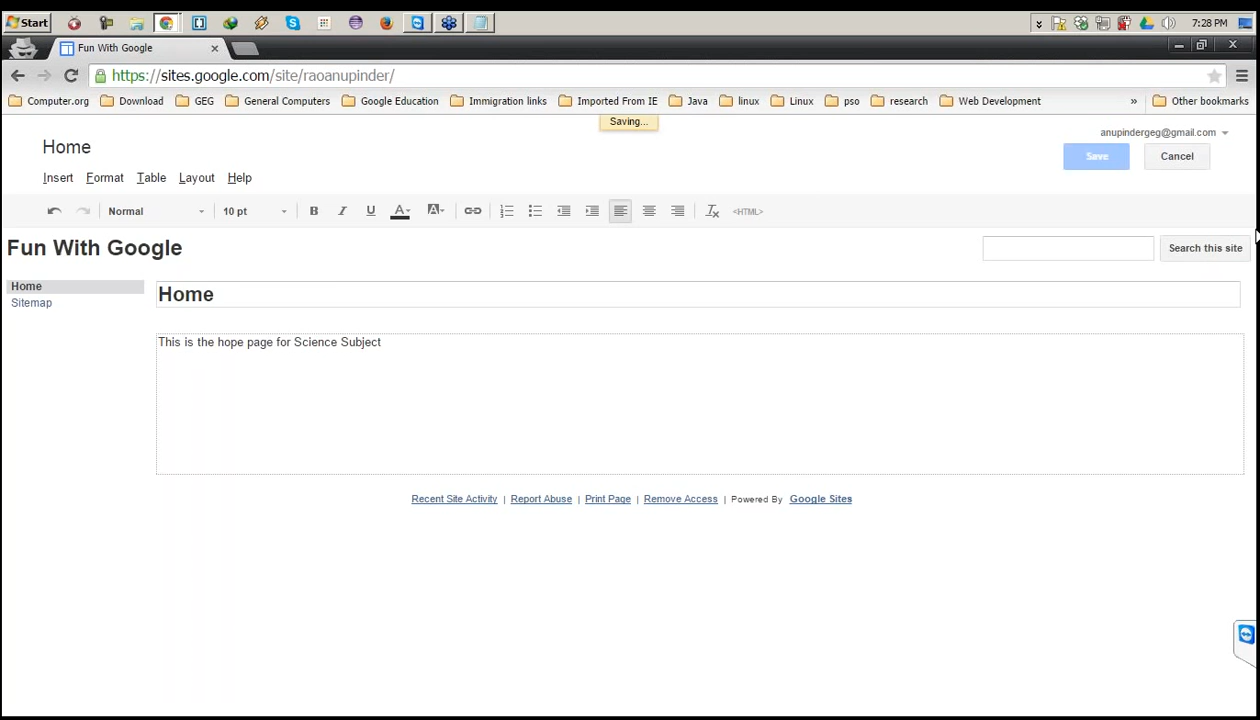 Start
7:28 PM
Fun With Google
https://sites.google.com/site/raoanupinder/
Computer.org Download GEG General Computers Google Education Immigration links Imported From IE Java linux Linux pso research Web Development » Other bookmarks
Saving...
anupindergeg@gmail.com
Home
Save Cancel
Insert Format Table Layout Help
Normal 10 pt B I U A A <HTML>
Fun With Google
Search this site
Home
Sitemap
Home
This is the hope page for Science Subject
Recent Site Activity | Report Abuse | Print Page | Remove Access | Powered By Google Sites